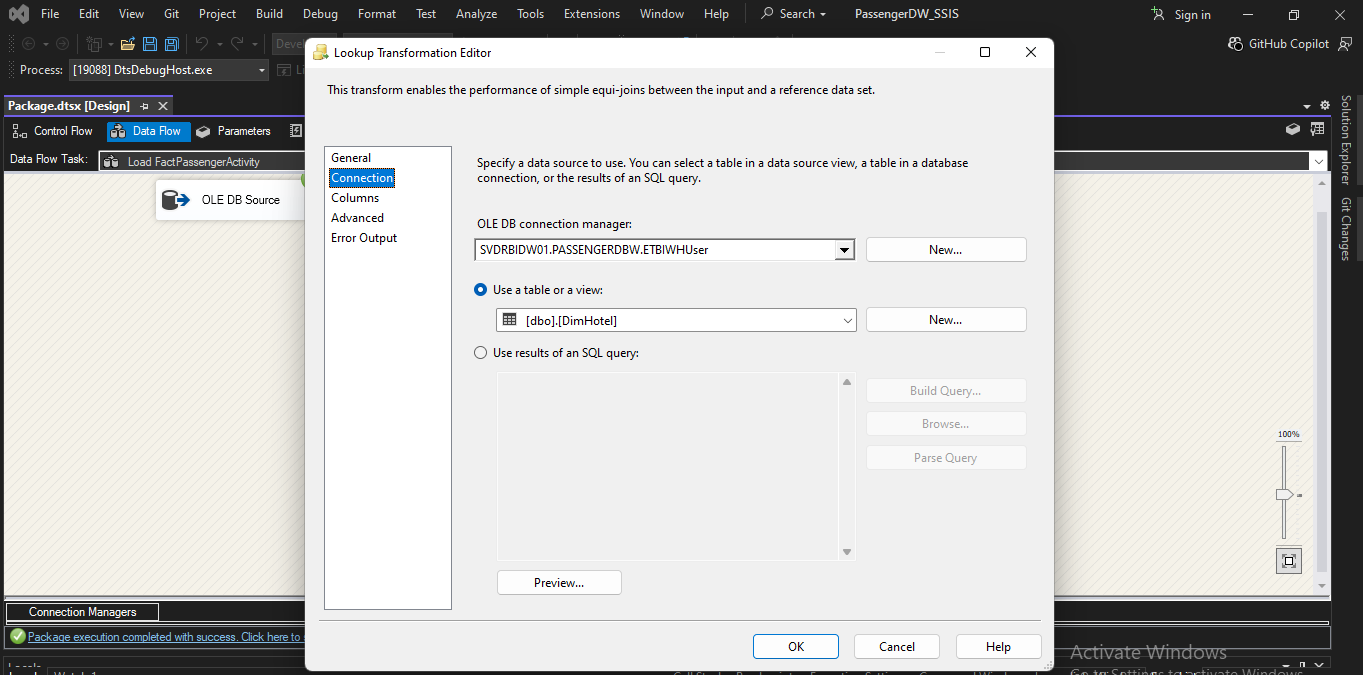 File Edit View Git Project Build Debug Format Test Analyze Tools Extensions Window Help Search PassengerDW_SSIS Sign in
GitHub Copilot
Process: [19088] DtsDebugHost.exe
Package.dtsx [Design]
Control Flow Data Flow Parameters
Data Flow Task: Load FactPassengerActivity
OLE DB Source
Lookup Transformation Editor
This transform enables the performance of simple equi-joins between the input and a reference data set.
General
Connection
Columns
Advanced
Error Output
Specify a data source to use. You can select a table in a data source view, a table in a database
connection, or the results of an SQL query.
OLE DB connection manager:
SVDRBIDW01.PASSENGERDBW.ETBIWHUser New...
Use a table or a view:
[dbo].[DimHotel] New...
Use results of an SQL query:
Build Query...
Browse...
Parse Query
Preview...
OK Cancel Help
Solution Explorer
Git Changes
100%
Connection Managers
Package execution completed with success. Click here to
Activate Windows
Go to Settings to activate Windows.